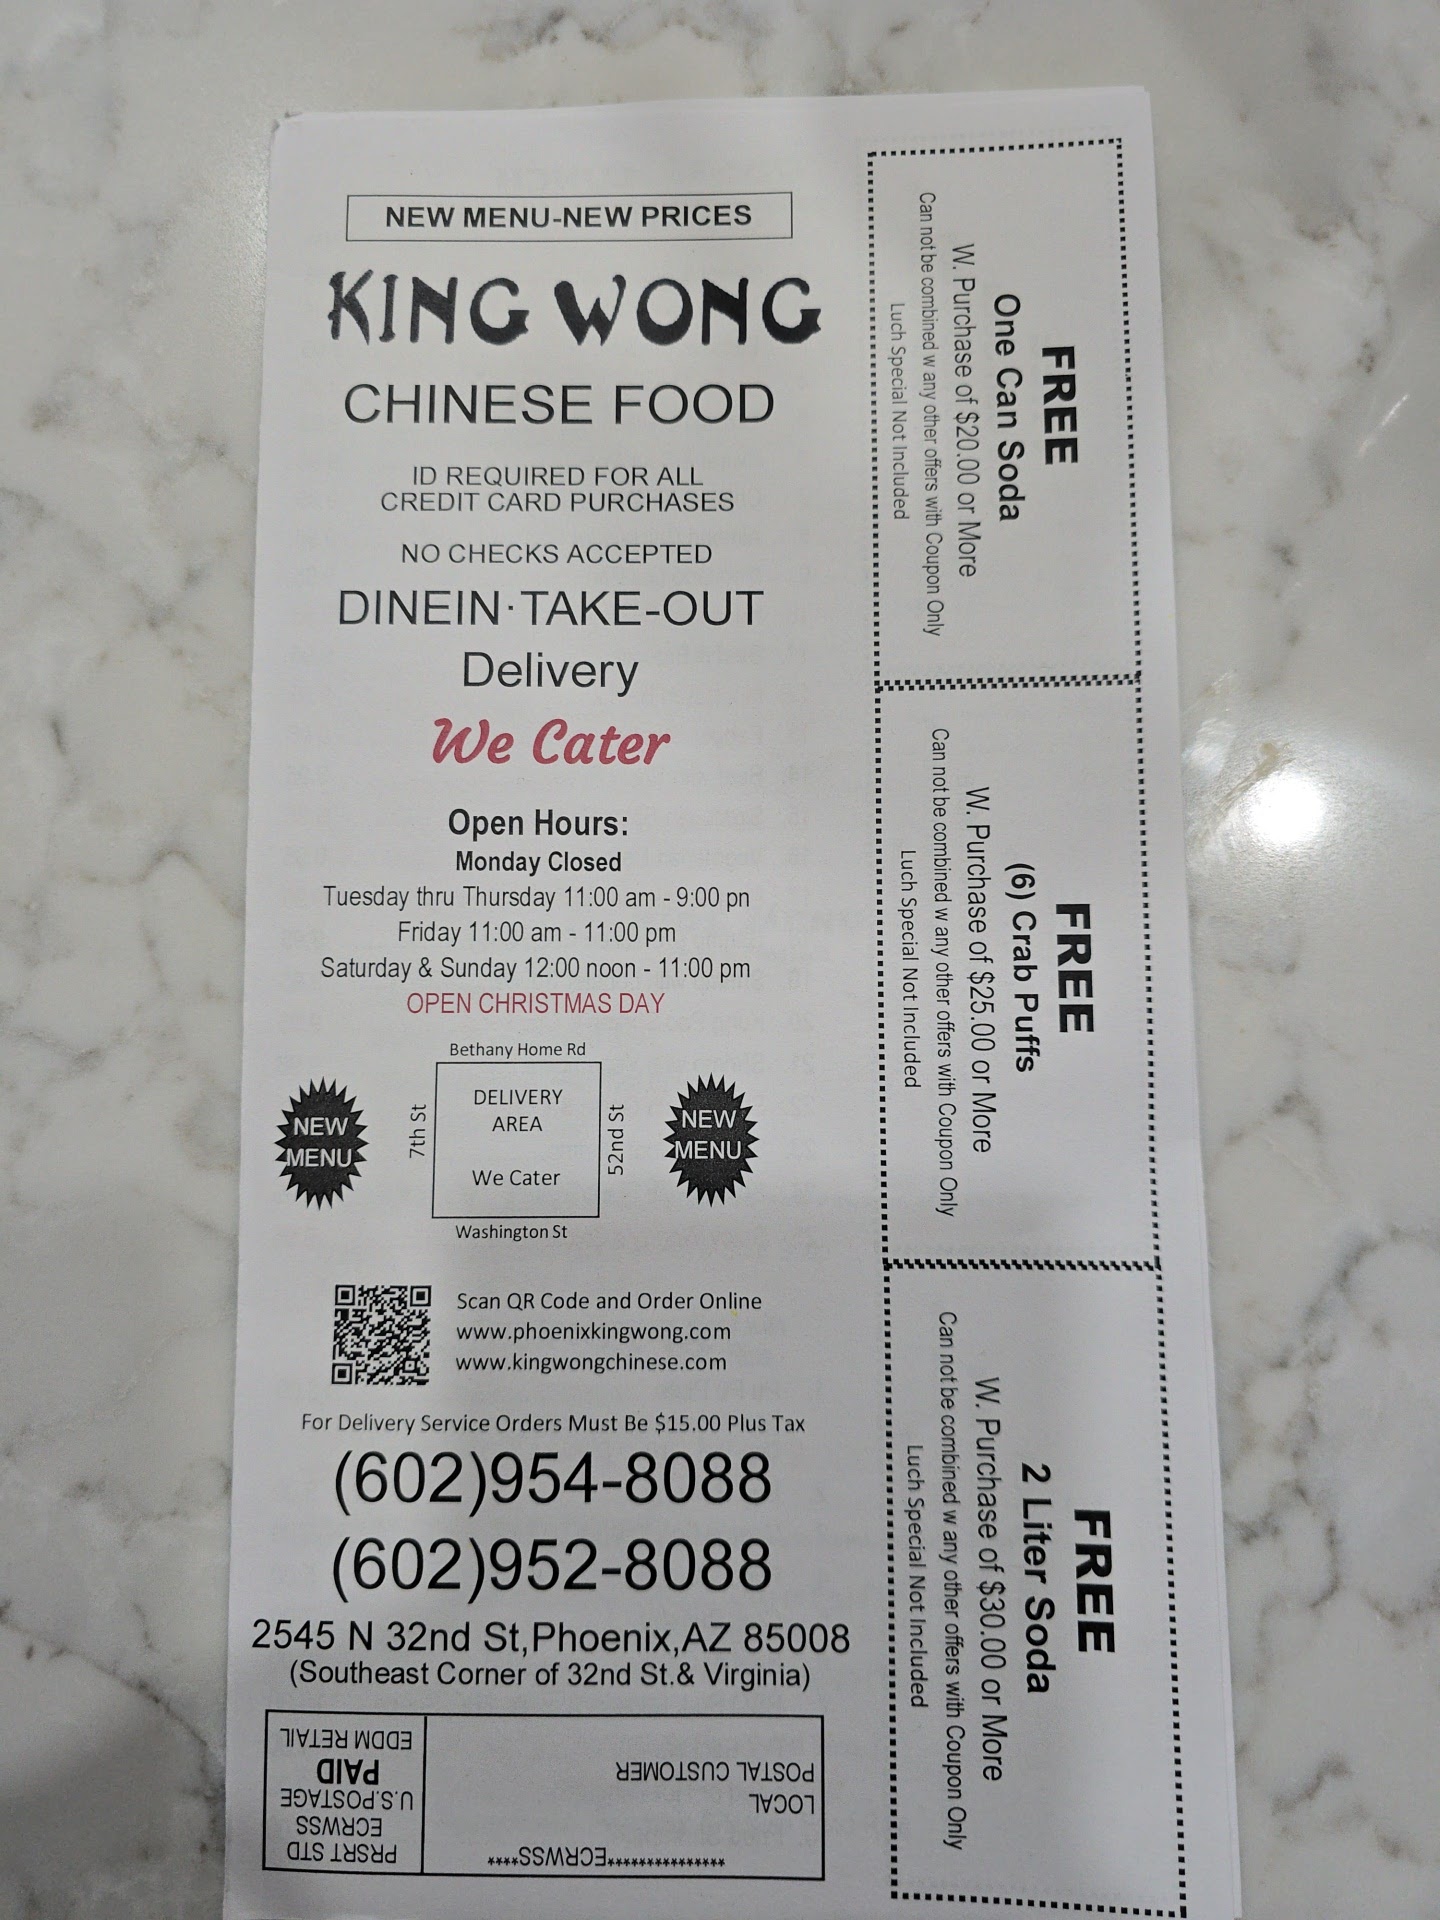 NEW MENU-NEW PRICES
KING WONG
CHINESE FOOD
ID REQUIRED FOR ALL
CREDIT CARD PURCHASES
NO CHECKS ACCEPTED
DINEIN·TAKE-OUT
Delivery
We Cater
Open Hours:
Monday Closed
Tuesday thru Thursday 11:00 am - 9:00 pn
Friday 11:00 am - 11:00 pm
Saturday & Sunday 12:00 noon - 11:00 pm
OPEN CHRISTMAS DAY
NEW
MENU
Bethany Home Rd
7th St
DELIVERY
AREA
We Cater
52nd St
Washington St
NEW
MENU
Scan QR Code and Order Online
www.phoenixkingwong.com
www.kingwongchinese.com
For Delivery Service Orders Must Be $15.00 Plus Tax
(602)954-8088
(602)952-8088
2545 N 32nd St,Phoenix,AZ 85008
(Southeast Corner of 32nd St.& Virginia)
PRSRT STD
ECRWSS
U.S.POSTAGE
PAID
EDDM RETAIL
***************ECRWSS****
LOCAL
POSTAL CUSTOMER
FREE
One Can Soda
W. Purchase of $20.00 or More
Can not be combined w any other offers with Coupon Only
Luch Special Not Included
FREE
(6) Crab Puffs
W. Purchase of $25.00 or More
Can not be combined w any other offers with Coupon Only
Luch Special Not Included
FREE
2 Liter Soda
W. Purchase of $30.00 or More
Can not be combined w any other offers with Coupon Only
Luch Special Not Included